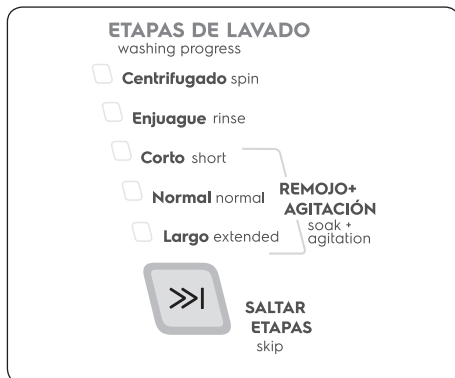 ETAPAS DE LAVADO
washing progress
Centrifugado spin
Enjuague rinse
Corto short
Normal normal
Largo extended
REMOJO+
AGITACIÓN
soak +
agitation
SALTAR
ETAPAS
skip